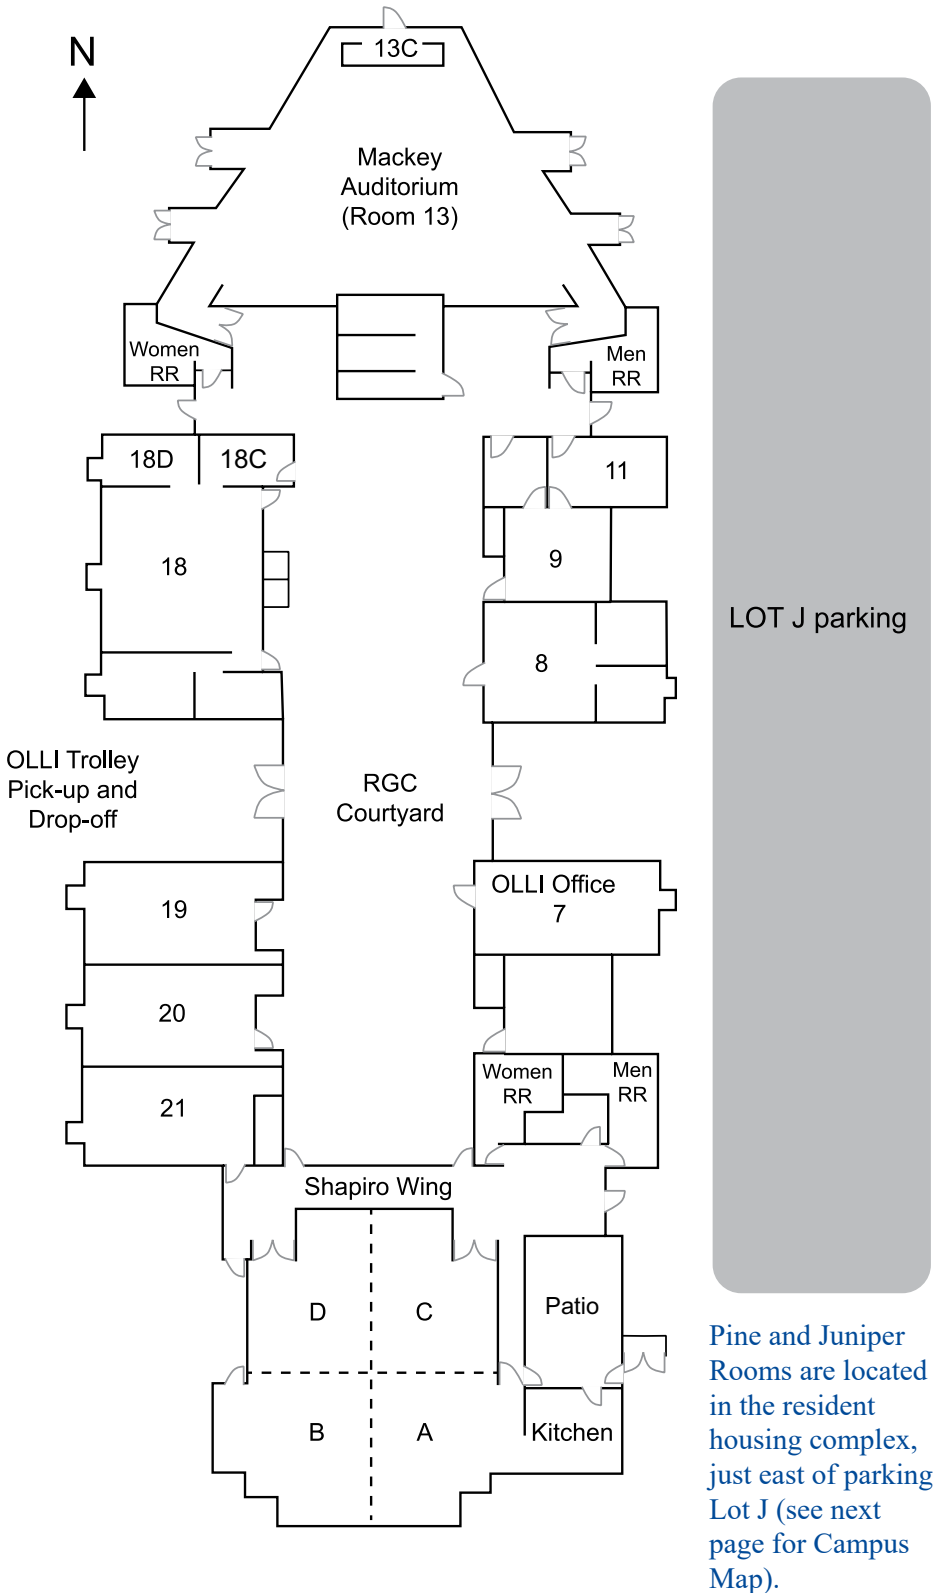 N
13C
Mackey
Auditorium
(Room 13)
Women
RR
Men
RR
18D
18C
11
18
9
8
LOT J parking
OLLI Trolley
Pick-up and
Drop-off
RGC
Courtyard
OLLI Office
7
19
20
21
Women
RR
Men
RR
Shapiro Wing
D
C
Patio
B
A
Kitchen
Pine and Juniper
Rooms are located
in the resident
housing complex,
just east of parking
Lot J (see next
page for Campus
Map).